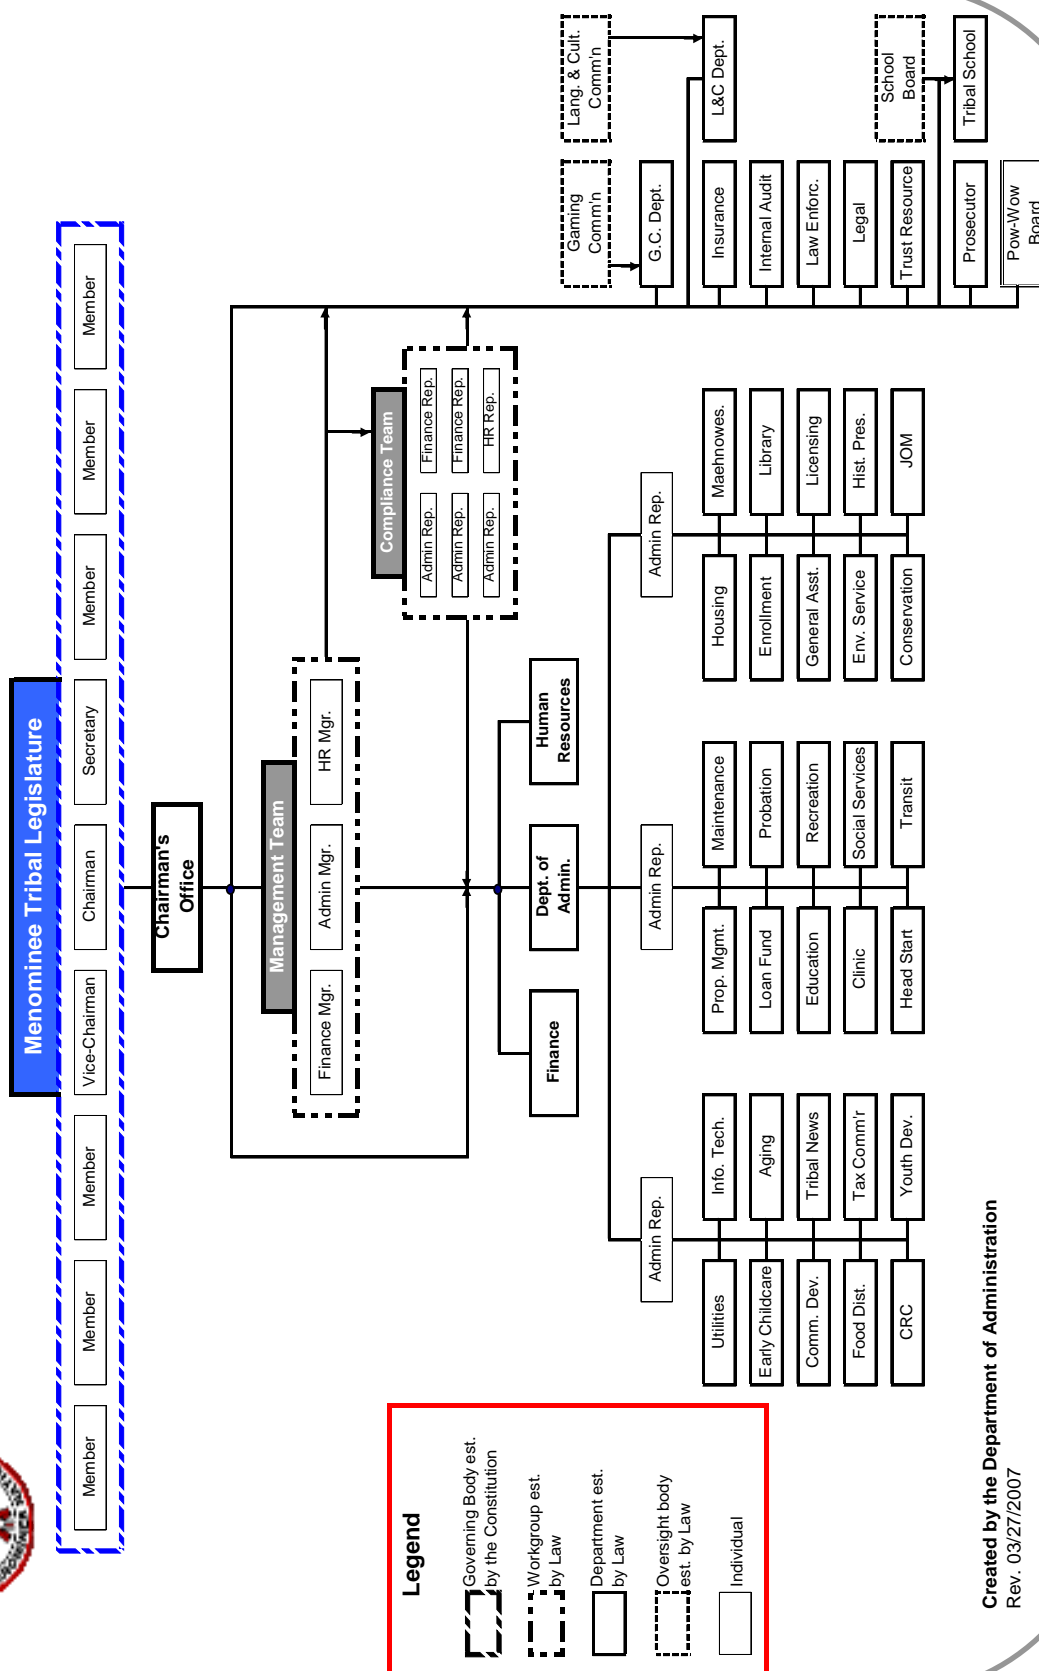 Menominee Tribal Legislature
Member
Member
Member
Vice-Chairman
Chairman
Secretary
Member
Member
Member
Chairman's
Office
Management Team
Finance Mgr.
Admin Mgr.
HR Mgr.
Compliance Team
Admin Rep.
Finance Rep.
Admin Rep.
Finance Rep.
Admin Rep.
HR Rep.
Finance
Dept. of
Admin.
Human
Resources
Admin Rep.
Utilities
Info. Tech.
Early Childcare
Aging
Comm. Dev.
Tribal News
Food Dist.
Tax Comm'r
CRC
Youth Dev.
Admin Rep.
Prop. Mgmt.
Maintenance
Loan Fund
Probation
Education
Recreation
Clinic
Social Services
Head Start
Transit
Admin Rep.
Housing
Maehnowes.
Enrollment
Library
General Asst.
Licensing
Env. Service
Hist. Pres.
Conservation
JOM
Gaming
Comm'n
Lang. & Cult.
Comm'n
G.C. Dept.
L&C Dept.
Insurance
Internal Audit
Law Enforc.
Legal
Trust Resource
School
Board
Tribal School
Prosecutor
Pow-Wow
Board
Legend
Governing Body est.
by the Constitution
Workgroup est.
by Law
Department est.
by Law
Oversight body
est. by Law
Individual
Created by the Department of Administration
Rev. 03/27/2007